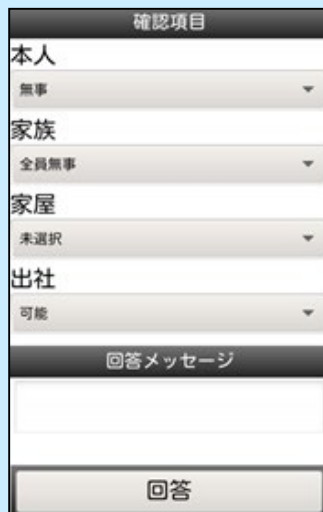 確認項目
本人
無事
家族
全員無事
家屋
未選択
出社
可能
回答メッセージ
回答